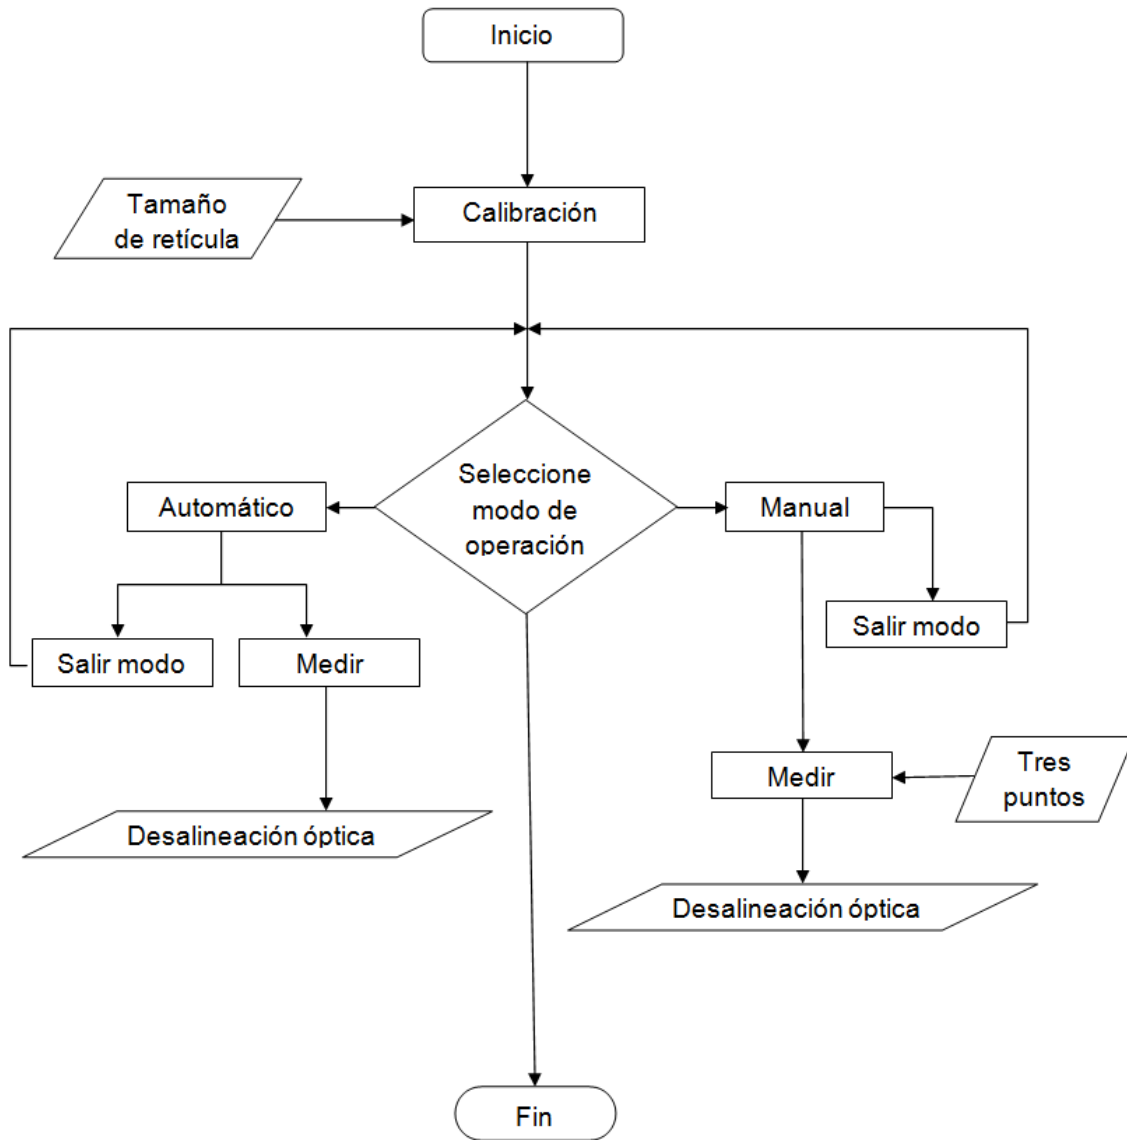 Inicio
Tamaño
de retícula
Calibración
Seleccione
modo de
operación
Automático
Manual
Salir modo
Medir
Salir modo
Desalineación óptica
Medir
Tres
puntos
Desalineación óptica
Fin